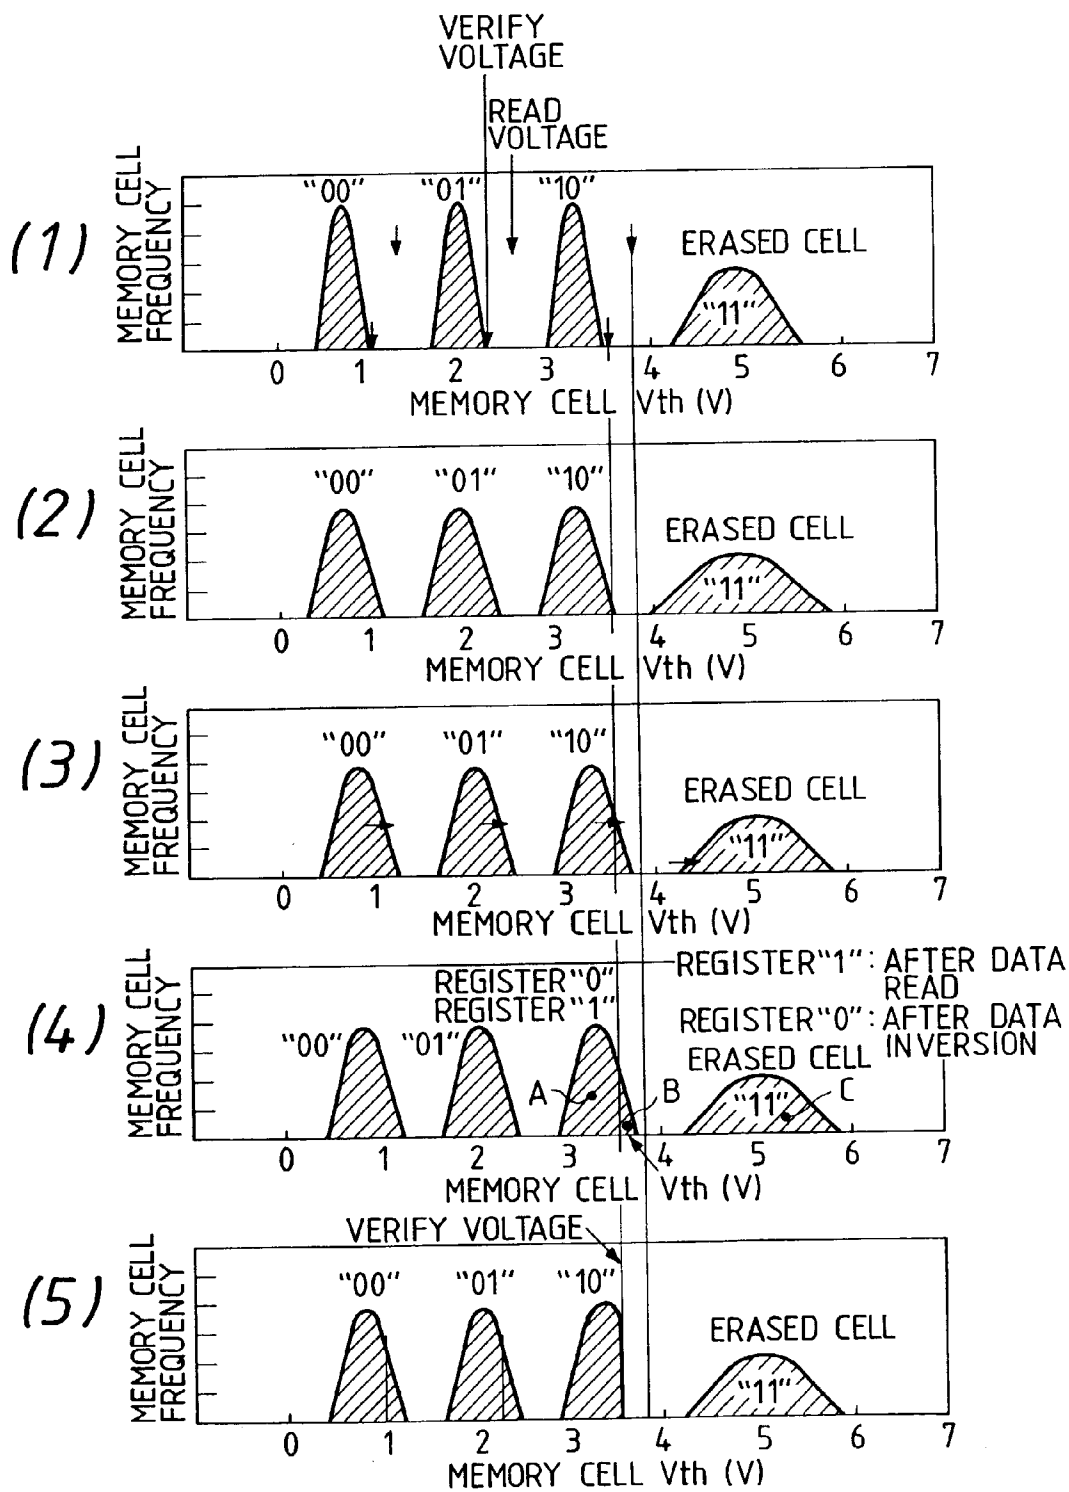 VERIFY
VOLTAGE
READ
VOLTAGE
(1)
MEMORY CELL
FREQUENCY
"00"
"01"
"10"
ERASED CELL
"11"
0 1 2 3 4 5 6 7
MEMORY CELL Vth (V)
(2)
MEMORY CELL
FREQUENCY
"00"
"01"
"10"
ERASED CELL
"11"
0 1 2 3 4 5 6 7
MEMORY CELL Vth (V)
(3)
MEMORY CELL
FREQUENCY
"00"
"01"
"10"
ERASED CELL
"11"
0 1 2 3 4 5 6 7
MEMORY CELL Vth (V)
(4)
MEMORY CELL
FREQUENCY
REGISTER "0"
REGISTER "1"
REGISTER "1" : AFTER DATA
READ
REGISTER "0" : AFTER DATA
INVERSION
"00"
"01"
ERASED CELL
"11"
A
B
C
0 1 2 3 4 5 6 7
MEMORY CELL Vth (V)
VERIFY VOLTAGE
(5)
MEMORY CELL
FREQUENCY
"00"
"01"
"10"
ERASED CELL
"11"
0 1 2 3 4 5 6 7
MEMORY CELL Vth (V)